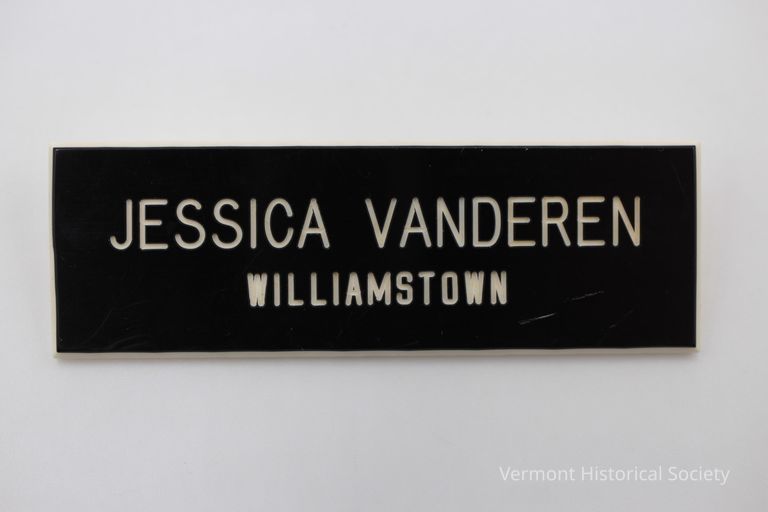 JESSICA VANDEREN
WILLIAMSTOWN
Vermont Historical Society